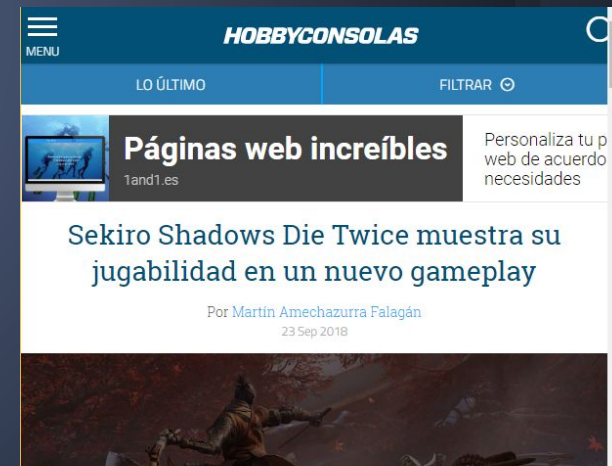 MENU
HOBBYCONSOLAS
LO ÚLTIMO
FILTRAR
Páginas web increíbles
1and1.es
Personaliza tu p
web de acuerdo
necesidades
Sekiro Shadows Die Twice muestra su
jugabilidad en un nuevo gameplay
Por Martín Amechazurra Falagán
23 Sep 2018